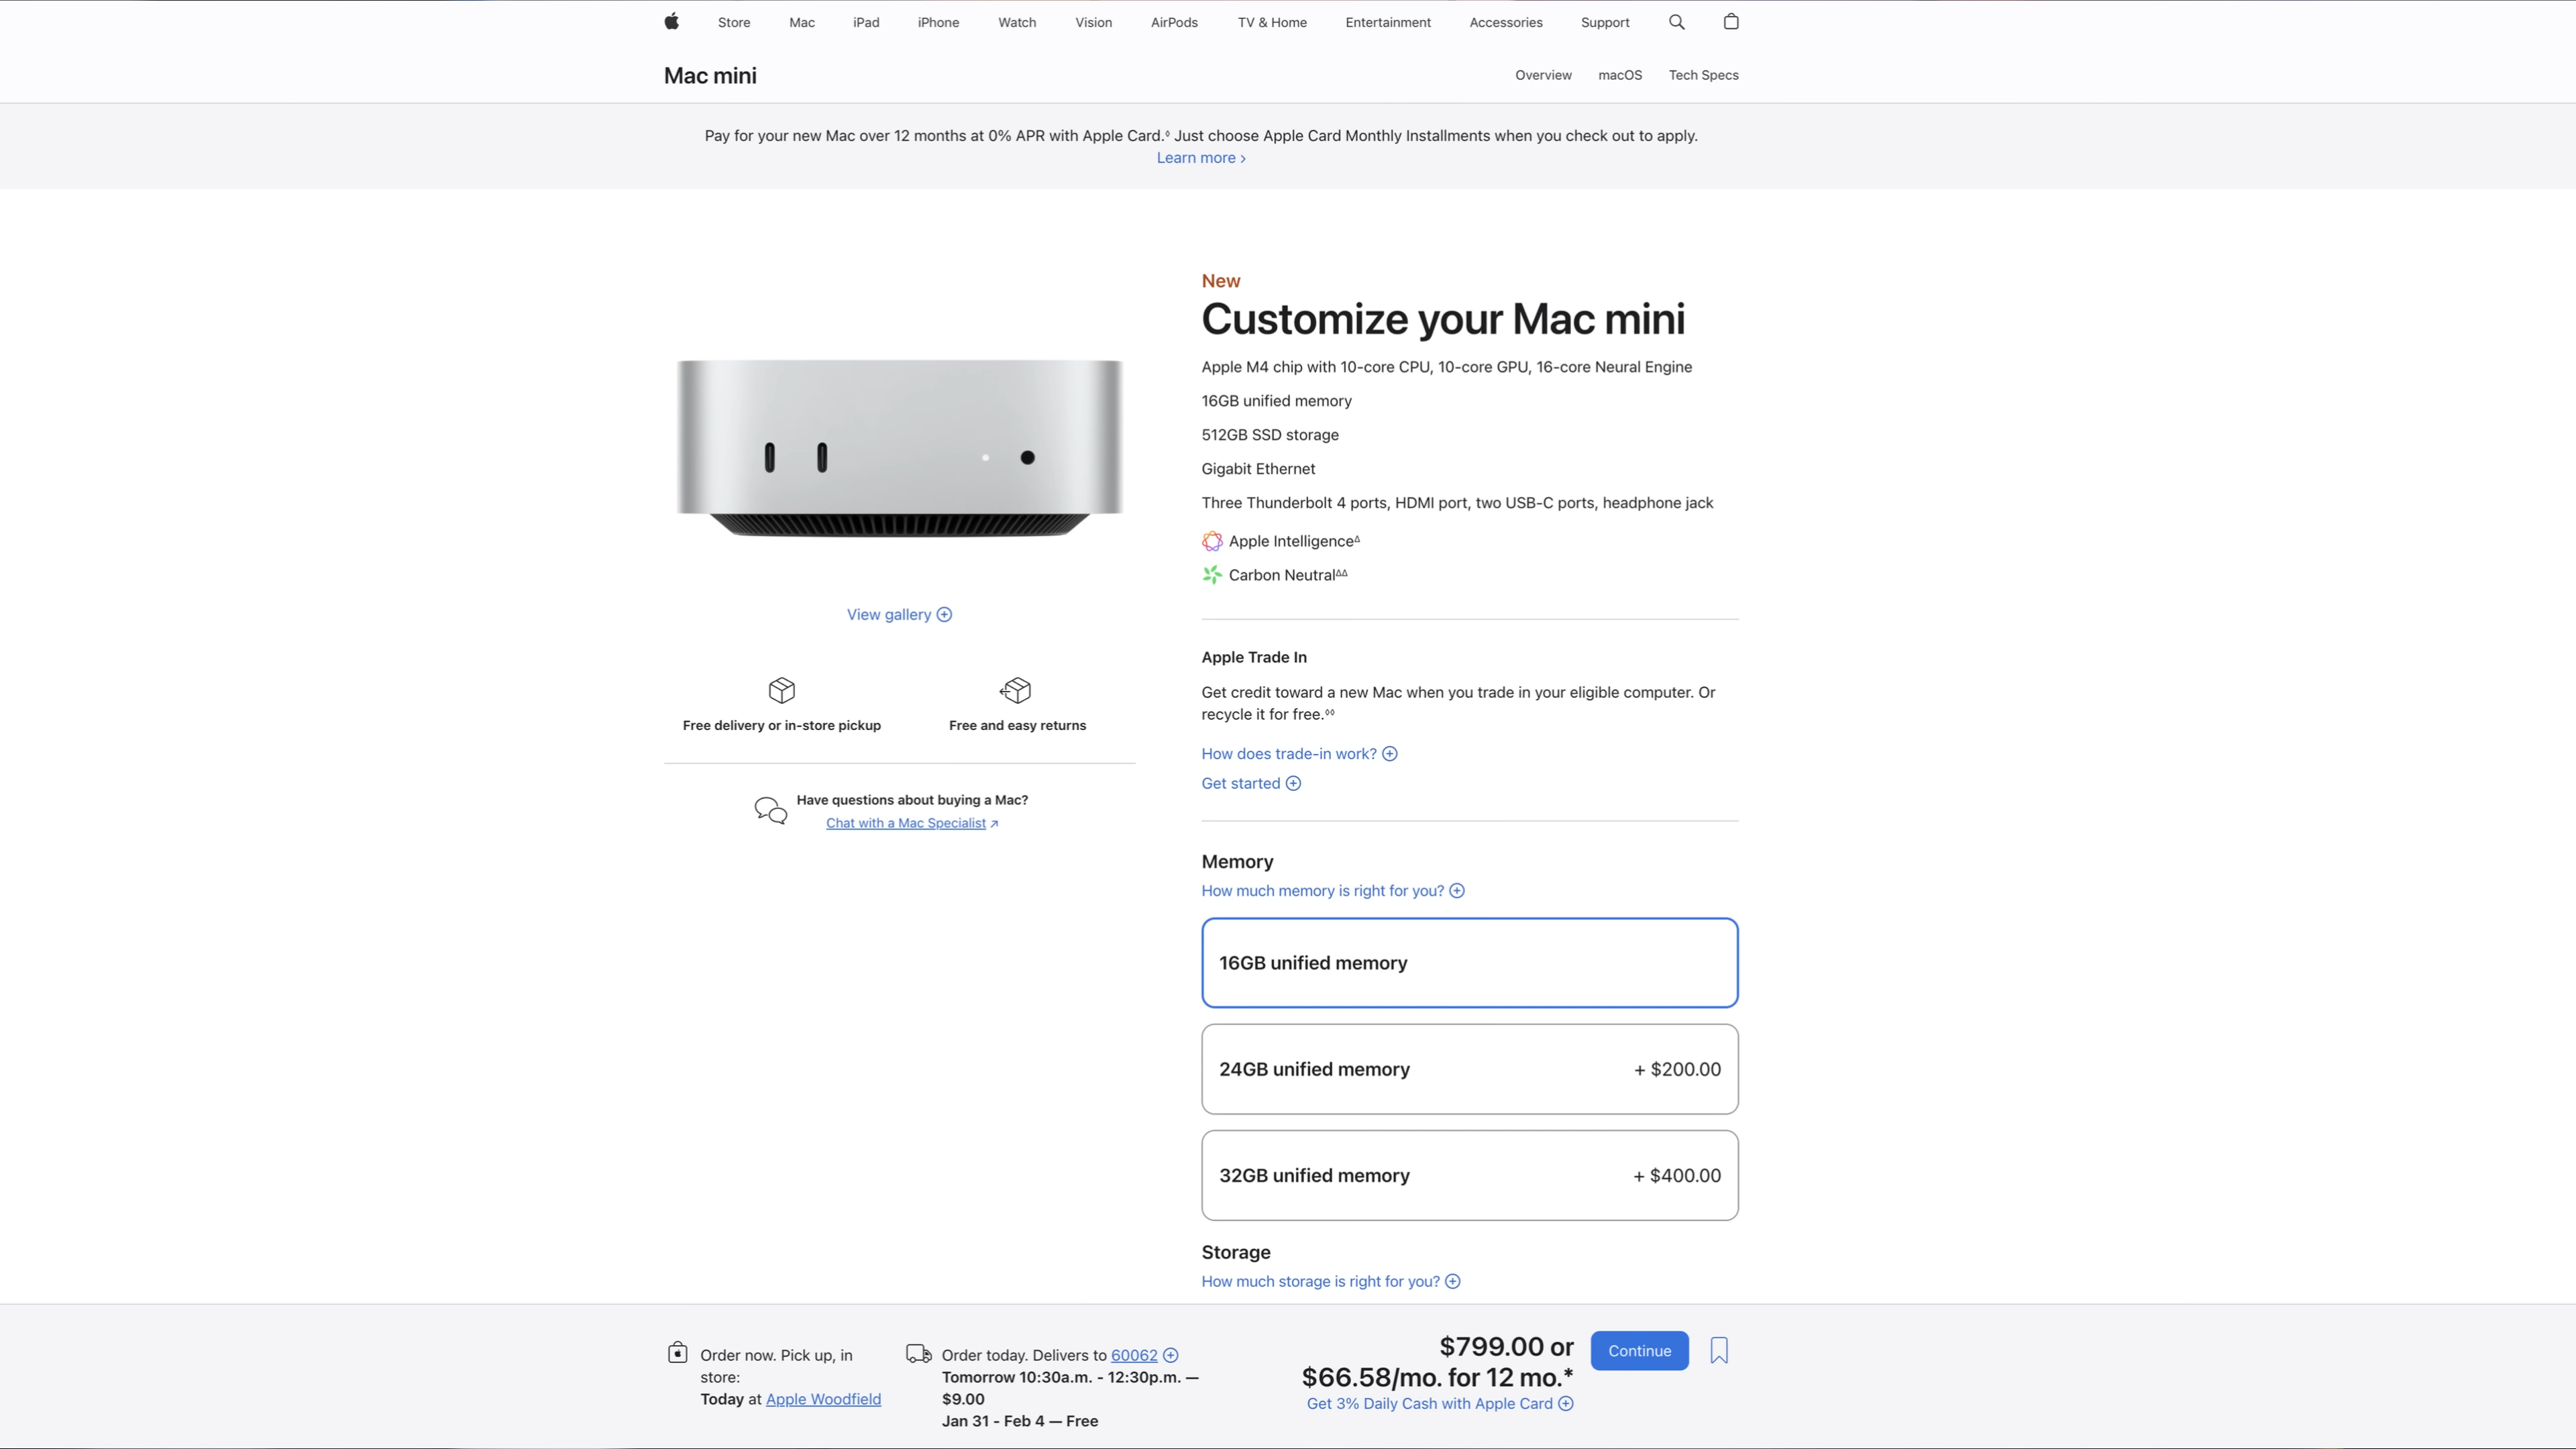 Store Mac iPad iPhone Watch Vision AirPods TV & Home Entertainment Accessories Support
Mac mini
Overview macOS Tech Specs
Pay for your new Mac over 12 months at 0% APR with Apple Card.◊ Just choose Apple Card Monthly Installments when you check out to apply.
Learn more ›
New
Customize your Mac mini
Apple M4 chip with 10-core CPU, 10-core GPU, 16-core Neural Engine
16GB unified memory
512GB SSD storage
Gigabit Ethernet
Three Thunderbolt 4 ports, HDMI port, two USB-C ports, headphone jack
Apple IntelligenceΔ
Carbon NeutralΔΔ
View gallery
Free delivery or in-store pickup
Free and easy returns
Have questions about buying a Mac?
Chat with a Mac Specialist ↗
Apple Trade In
Get credit toward a new Mac when you trade in your eligible computer. Or
recycle it for free.◊◊
How does trade-in work?
Get started
Memory
How much memory is right for you?
16GB unified memory
24GB unified memory + $200.00
32GB unified memory + $400.00
Storage
How much storage is right for you?
Order now. Pick up, in
store:
Today at Apple Woodfield
Order today. Delivers to 60062
Tomorrow 10:30a.m. - 12:30p.m. —
$9.00
Jan 31 - Feb 4 — Free
$799.00 or
$66.58/mo. for 12 mo.*
Get 3% Daily Cash with Apple Card
Continue